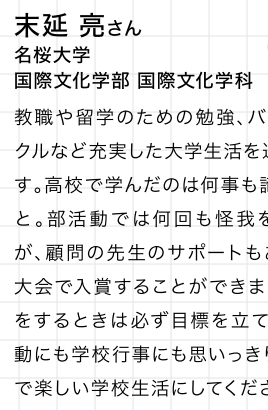 末延 亮さん
名桜大学
国際文化学部 国際文化学科
教職や留学のための勉強、バ
クルなど充実した大学生活を
す。高校で学んだのは何事も
と。部活動では何回も怪我を
が、顧問の先生のサポートも
大会で入賞することができま
をするときは必ず目標を立て
動にも学校行事にも思いっき
で楽しい学校生活にしてくだ